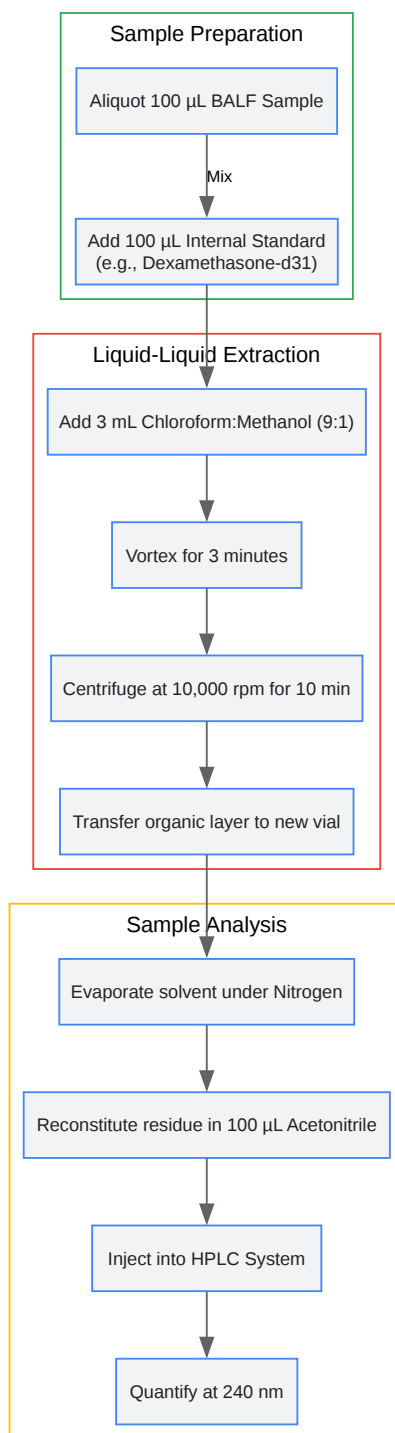 Sample Preparation
Aliquot 100 µL BALF Sample
Mix
Add 100 µL Internal Standard
(e.g., Dexamethasone-d31)
Liquid-Liquid Extraction
Add 3 mL Chloroform:Methanol (9:1)
Vortex for 3 minutes
Centrifuge at 10,000 rpm for 10 min
Transfer organic layer to new vial
Sample Analysis
Evaporate solvent under Nitrogen
Reconstitute residue in 100 µL Acetonitrile
Inject into HPLC System
Quantify at 240 nm